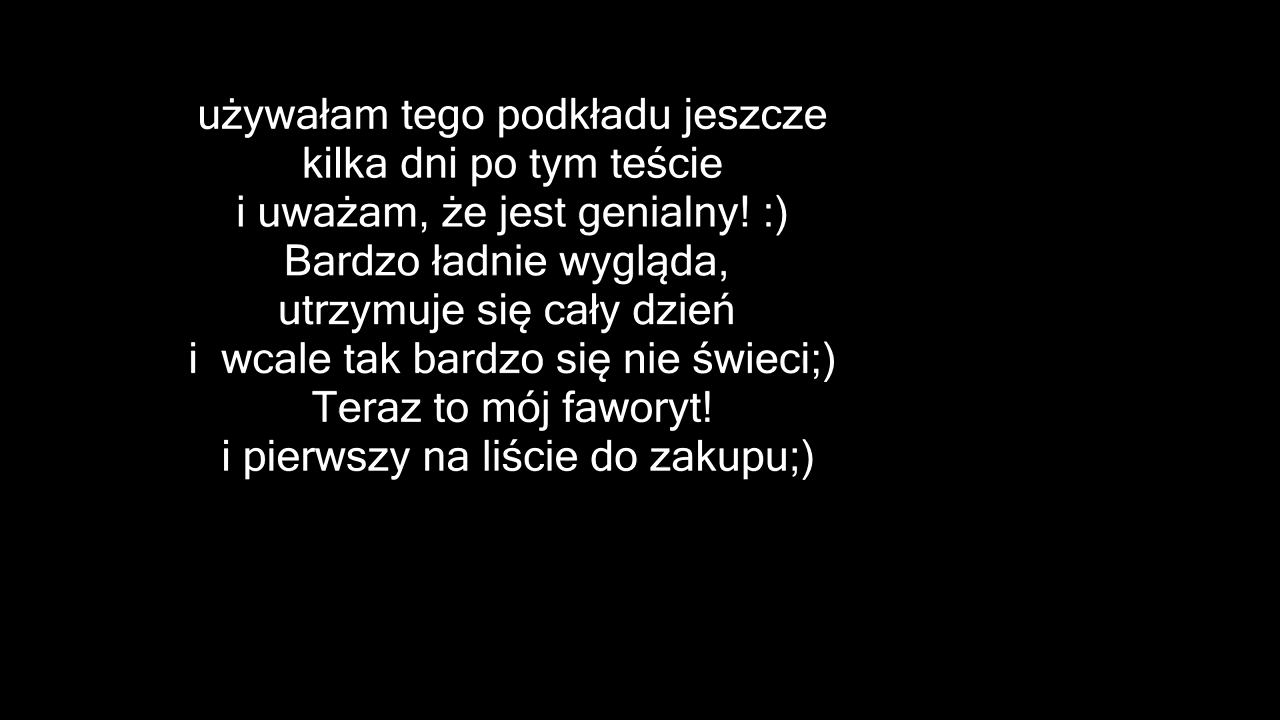 używałam tego podkładu jeszcze
kilka dni po tym teście
i uważam, że jest genialny! :)
Bardzo ładnie wygląda,
utrzymuje się cały dzień
i  wcale tak bardzo się nie świeci;)
Teraz to mój faworyt!
i pierwszy na liście do zakupu;)